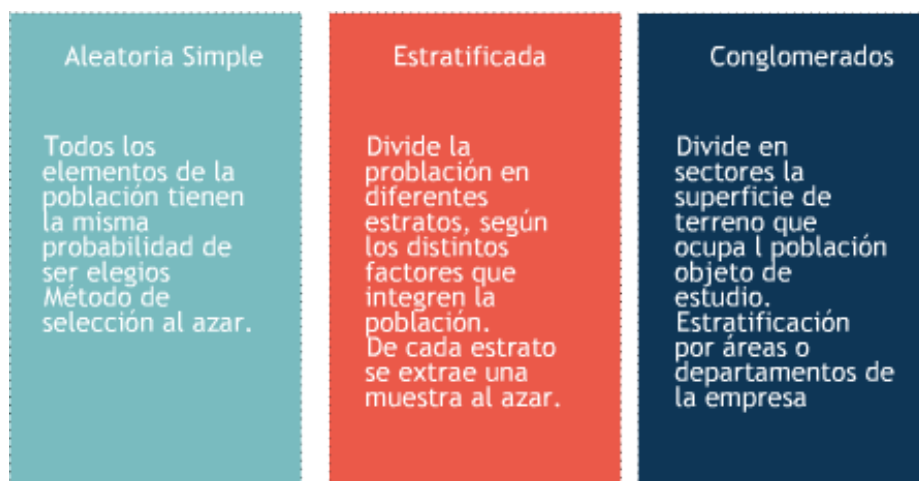 Aleatoria Simple
Todos los
elementos de la
población tienen
la misma
probabilidad de
ser elegios
Método de
selección al azar.
Estratificada
Divide la
problación en
diferentes
estratos, según
los distintos
factores que
integren la
población.
De cada estrato
se extrae una
muestra al azar.
Conglomerados
Divide en
sectores la
superficie de
terreno que
ocupa l población
objeto de
estudio.
Estratificación
por áreas o
departamentos de
la empresa